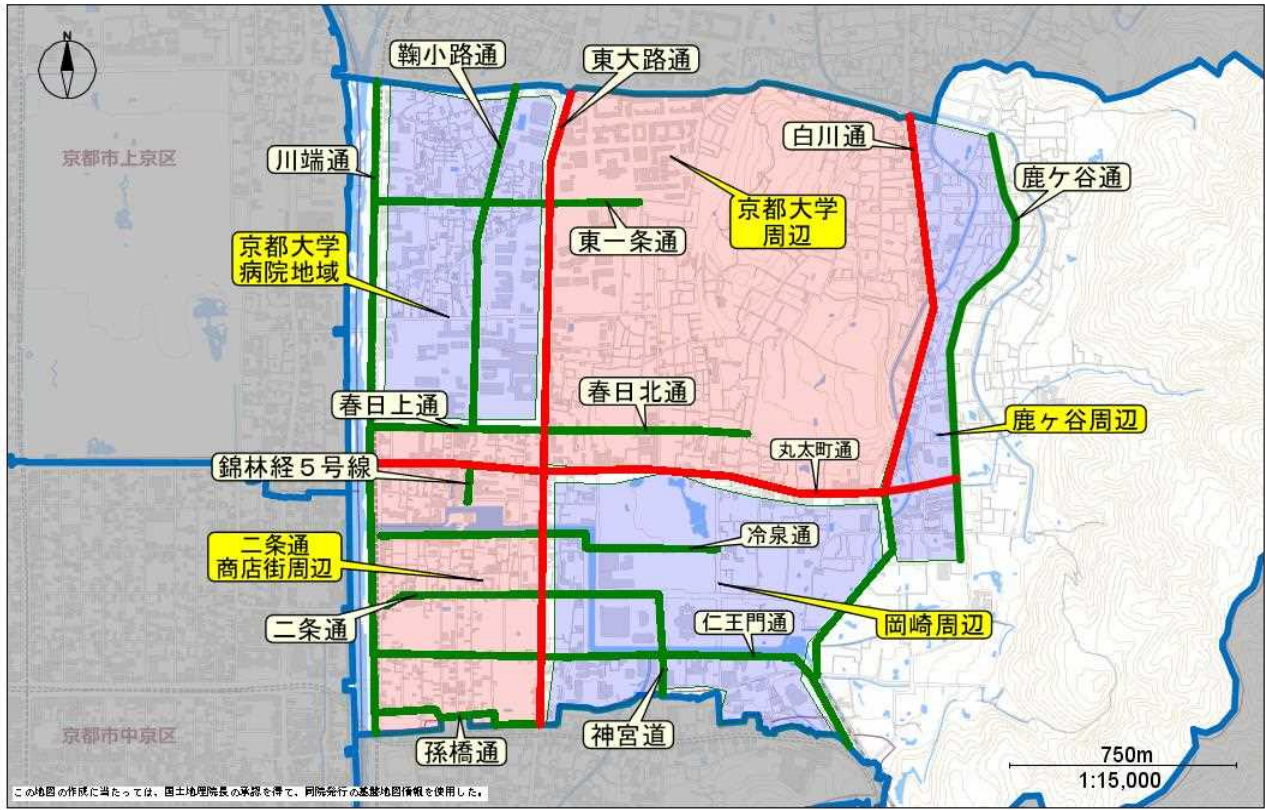 N
鞠小路通
東大路通
白川通
京都市上京区
川端通
鹿ケ谷通
京都大学
周辺
東一条通
京都大学
病院地域
春日上通
春日北通
鹿ヶ谷周辺
丸太町通
錦林経5号線
冷泉通
二条通
商店街周辺
二条通
仁王門通
岡崎周辺
神宮道
孫橋通
京都市中京区
750m
1:15,000
この地図の作成に当たっては、国土地理院長の承認を得て、同院発行の基盤地図情報を使用した。